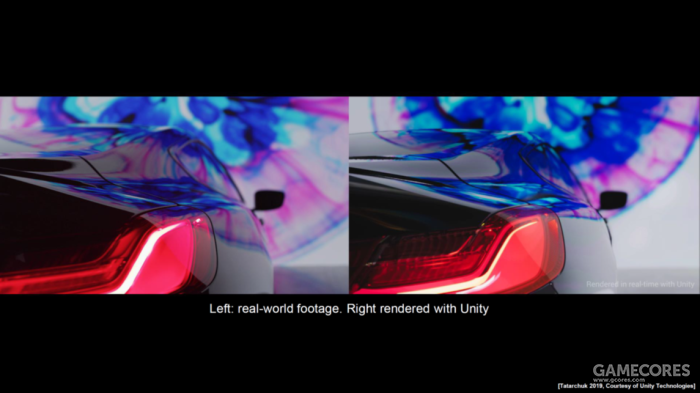 Rendered in real-time with Unity
Left: real-world footage. Right rendered with Unity
GAMECORES
www.gcores.com
[Tatarchuk 2019, Courtesy of Unity Technologies]